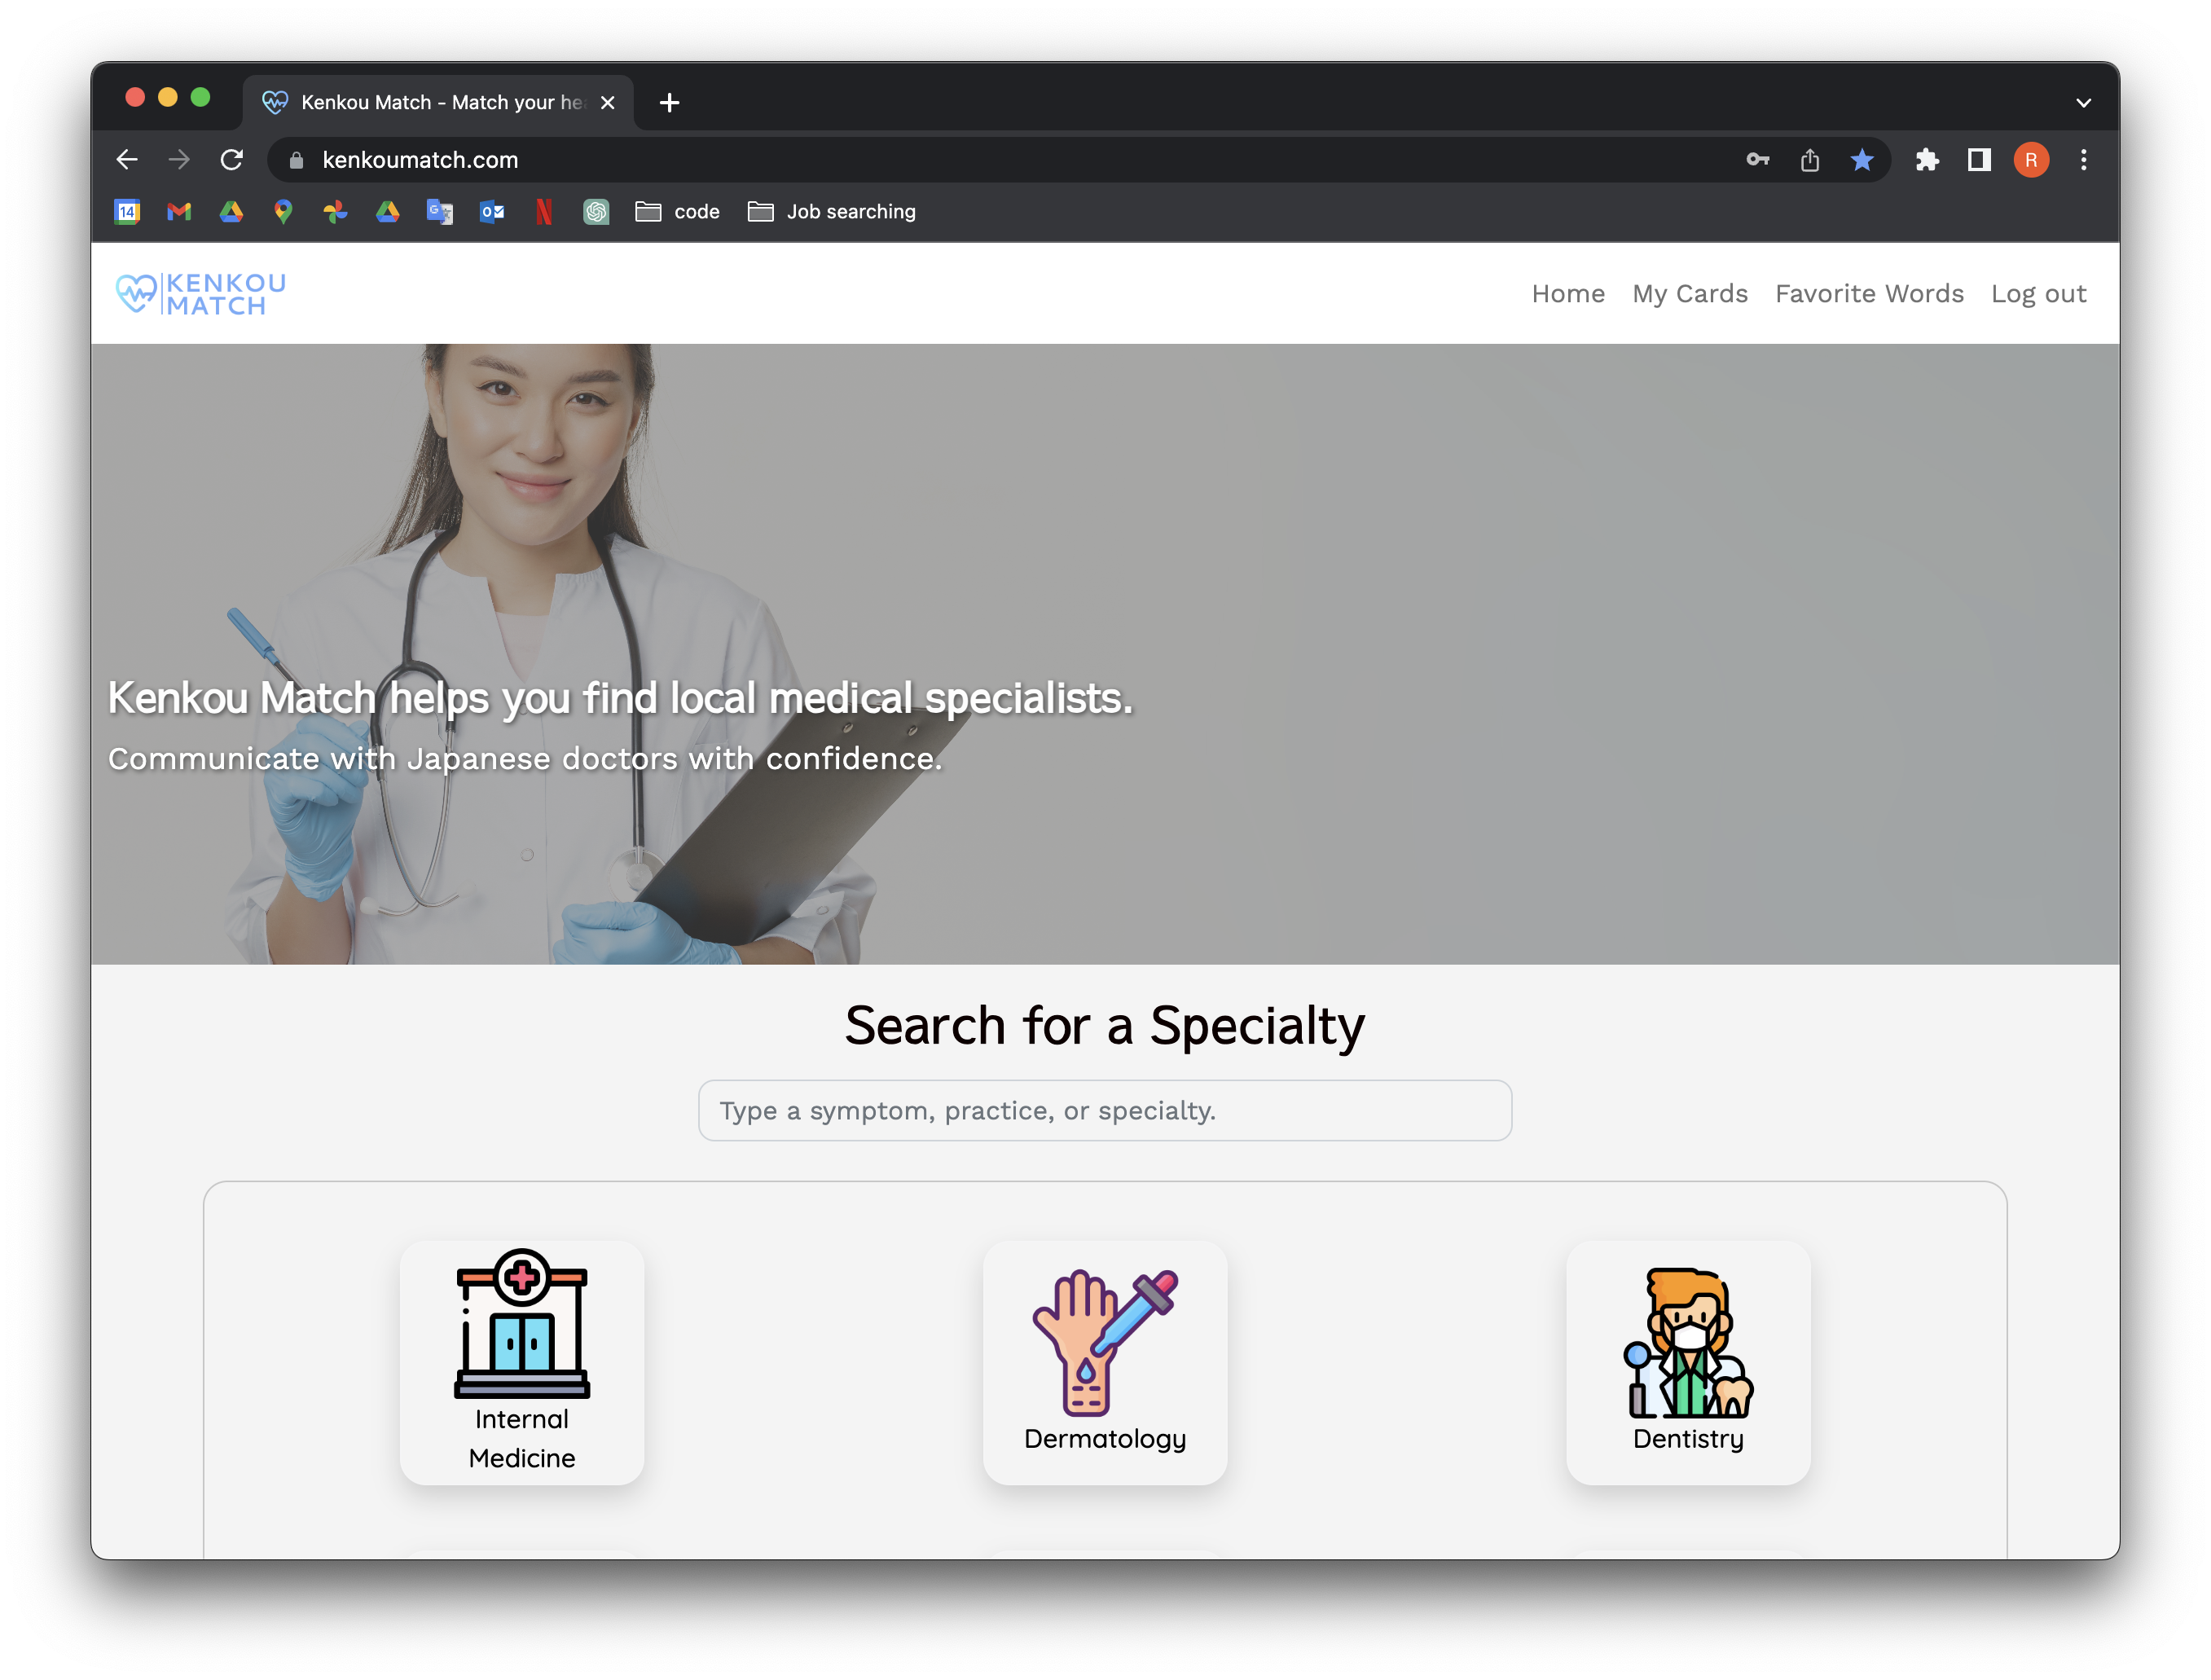 Kenkou Match - Match your he
kenkoumatch.com
R
14
code
Job searching
KENKOU
MATCH
Home
My Cards
Favorite Words
Log out
Kenkou Match helps you find local medical specialists.
Communicate with Japanese doctors with confidence.
Search for a Specialty
Type a symptom, practice, or specialty.
Internal
Medicine
Dermatology
Dentistry